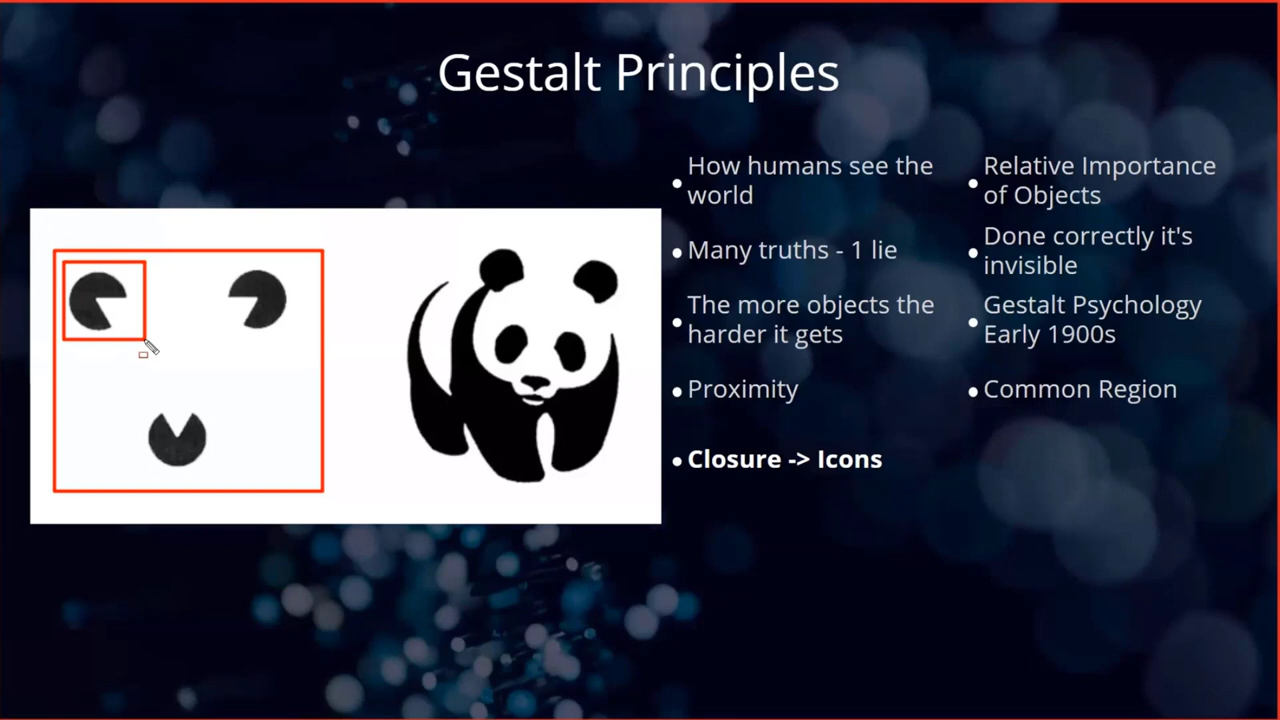 Gestalt Principles
How humans see the
world
Many truths - 1 lie
The more objects the
harder it gets
Proximity
Closure -> Icons
Relative Importance
of Objects
Done correctly it's
invisible
Gestalt Psychology
Early 1900s
Common Region